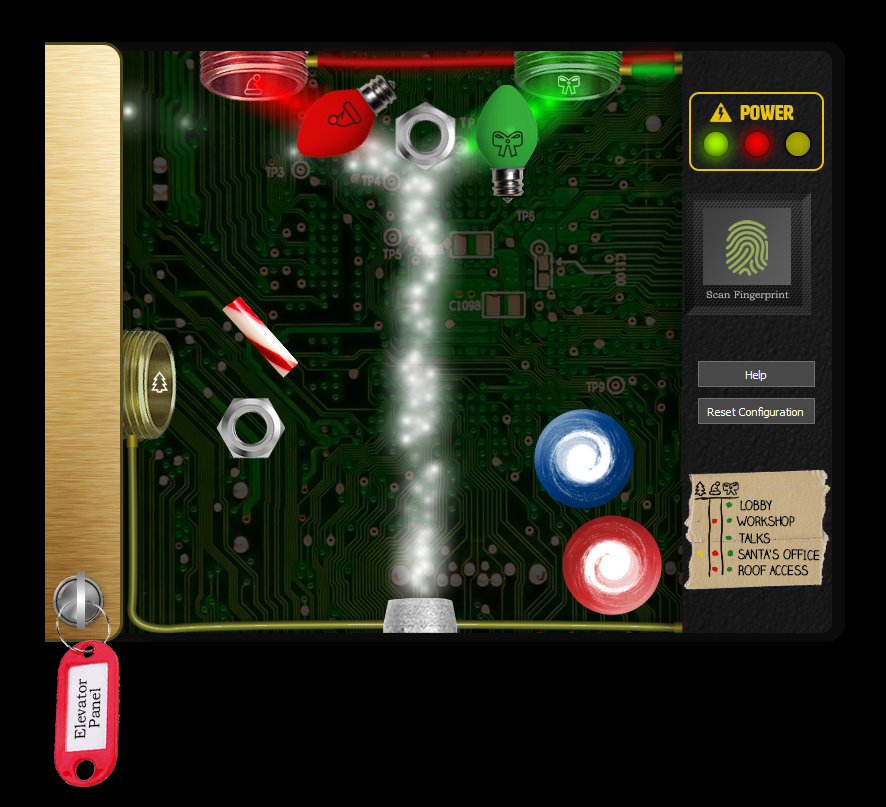 POWER
TP3
TP4
TP6
TP5
C1098
C1100
TP9
Scan Fingerprint
Help
Reset Configuration
LOBBY
WORKSHOP
TALKS
SANTA'S OFFICE
ROOF ACCESS
Elevator
Panel